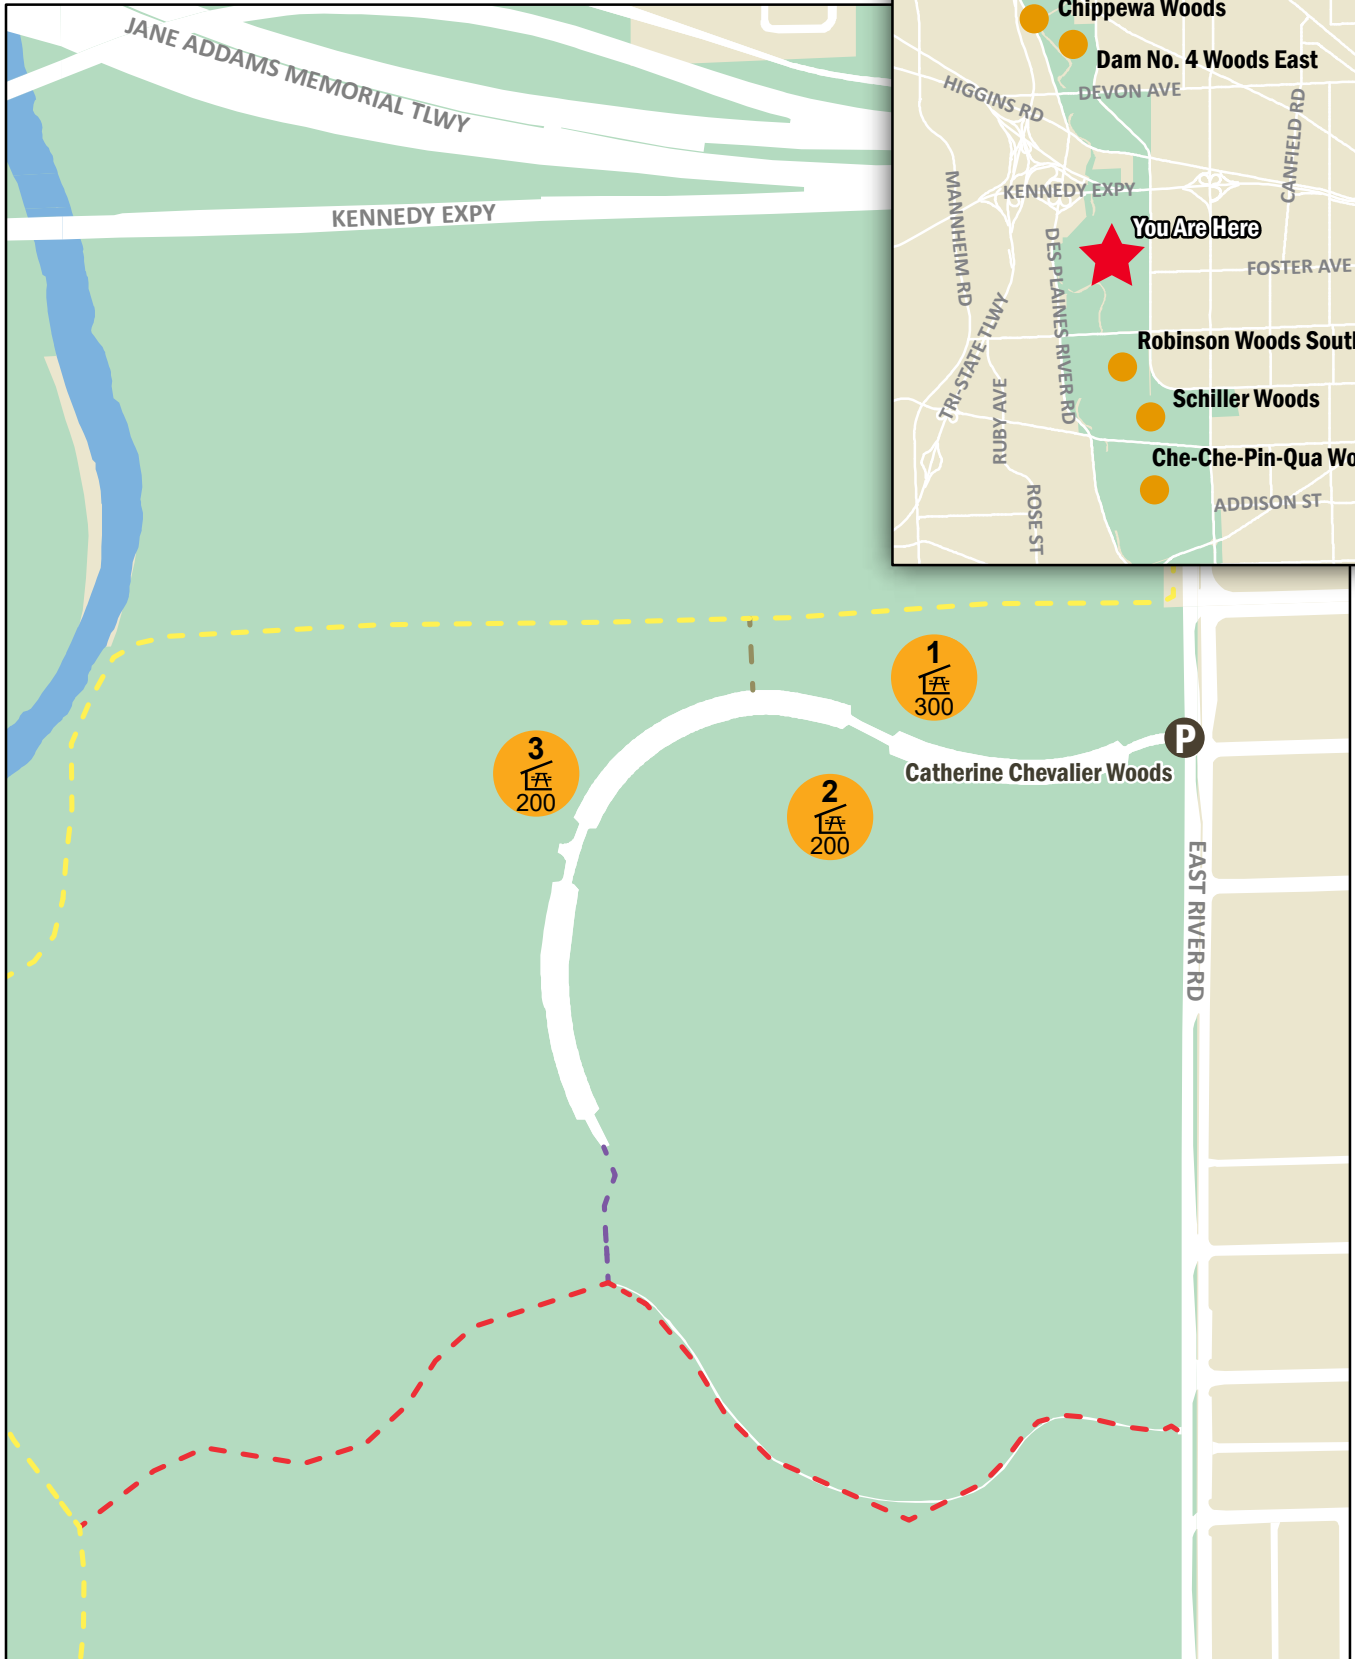 JANE ADDAMS MEMORIAL TLWY
KENNEDY EXPY
Chippewa Woods
Dam No. 4 Woods East
HIGGINS RD
DEVON AVE
CANFIELD RD
MANNHEIM RD
KENNEDY EXPY
You Are Here
DES PLAINES RIVER RD
FOSTER AVE
TRI-STATE TLWY
Robinson Woods South
RUBY AVE
Schiller Woods
Che-Che-Pin-Qua Wo
ROSE ST
ADDISON ST
1
300
3
200
2
200
P
Catherine Chevalier Woods
EAST RIVER RD